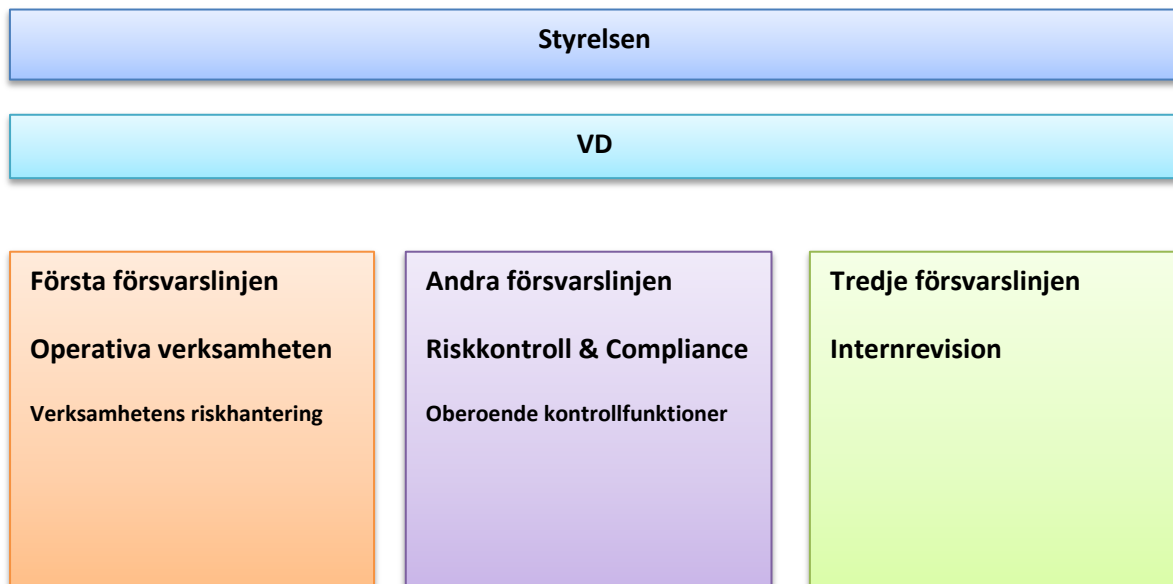 Styrelsen
VD
Första försvarslinjen
Operativa verksamheten
Verksamhetens riskhantering
Andra försvarslinjen
Riskkontroll & Compliance
Oberoende kontrollfunktioner
Tredje försvarslinjen
Internrevision